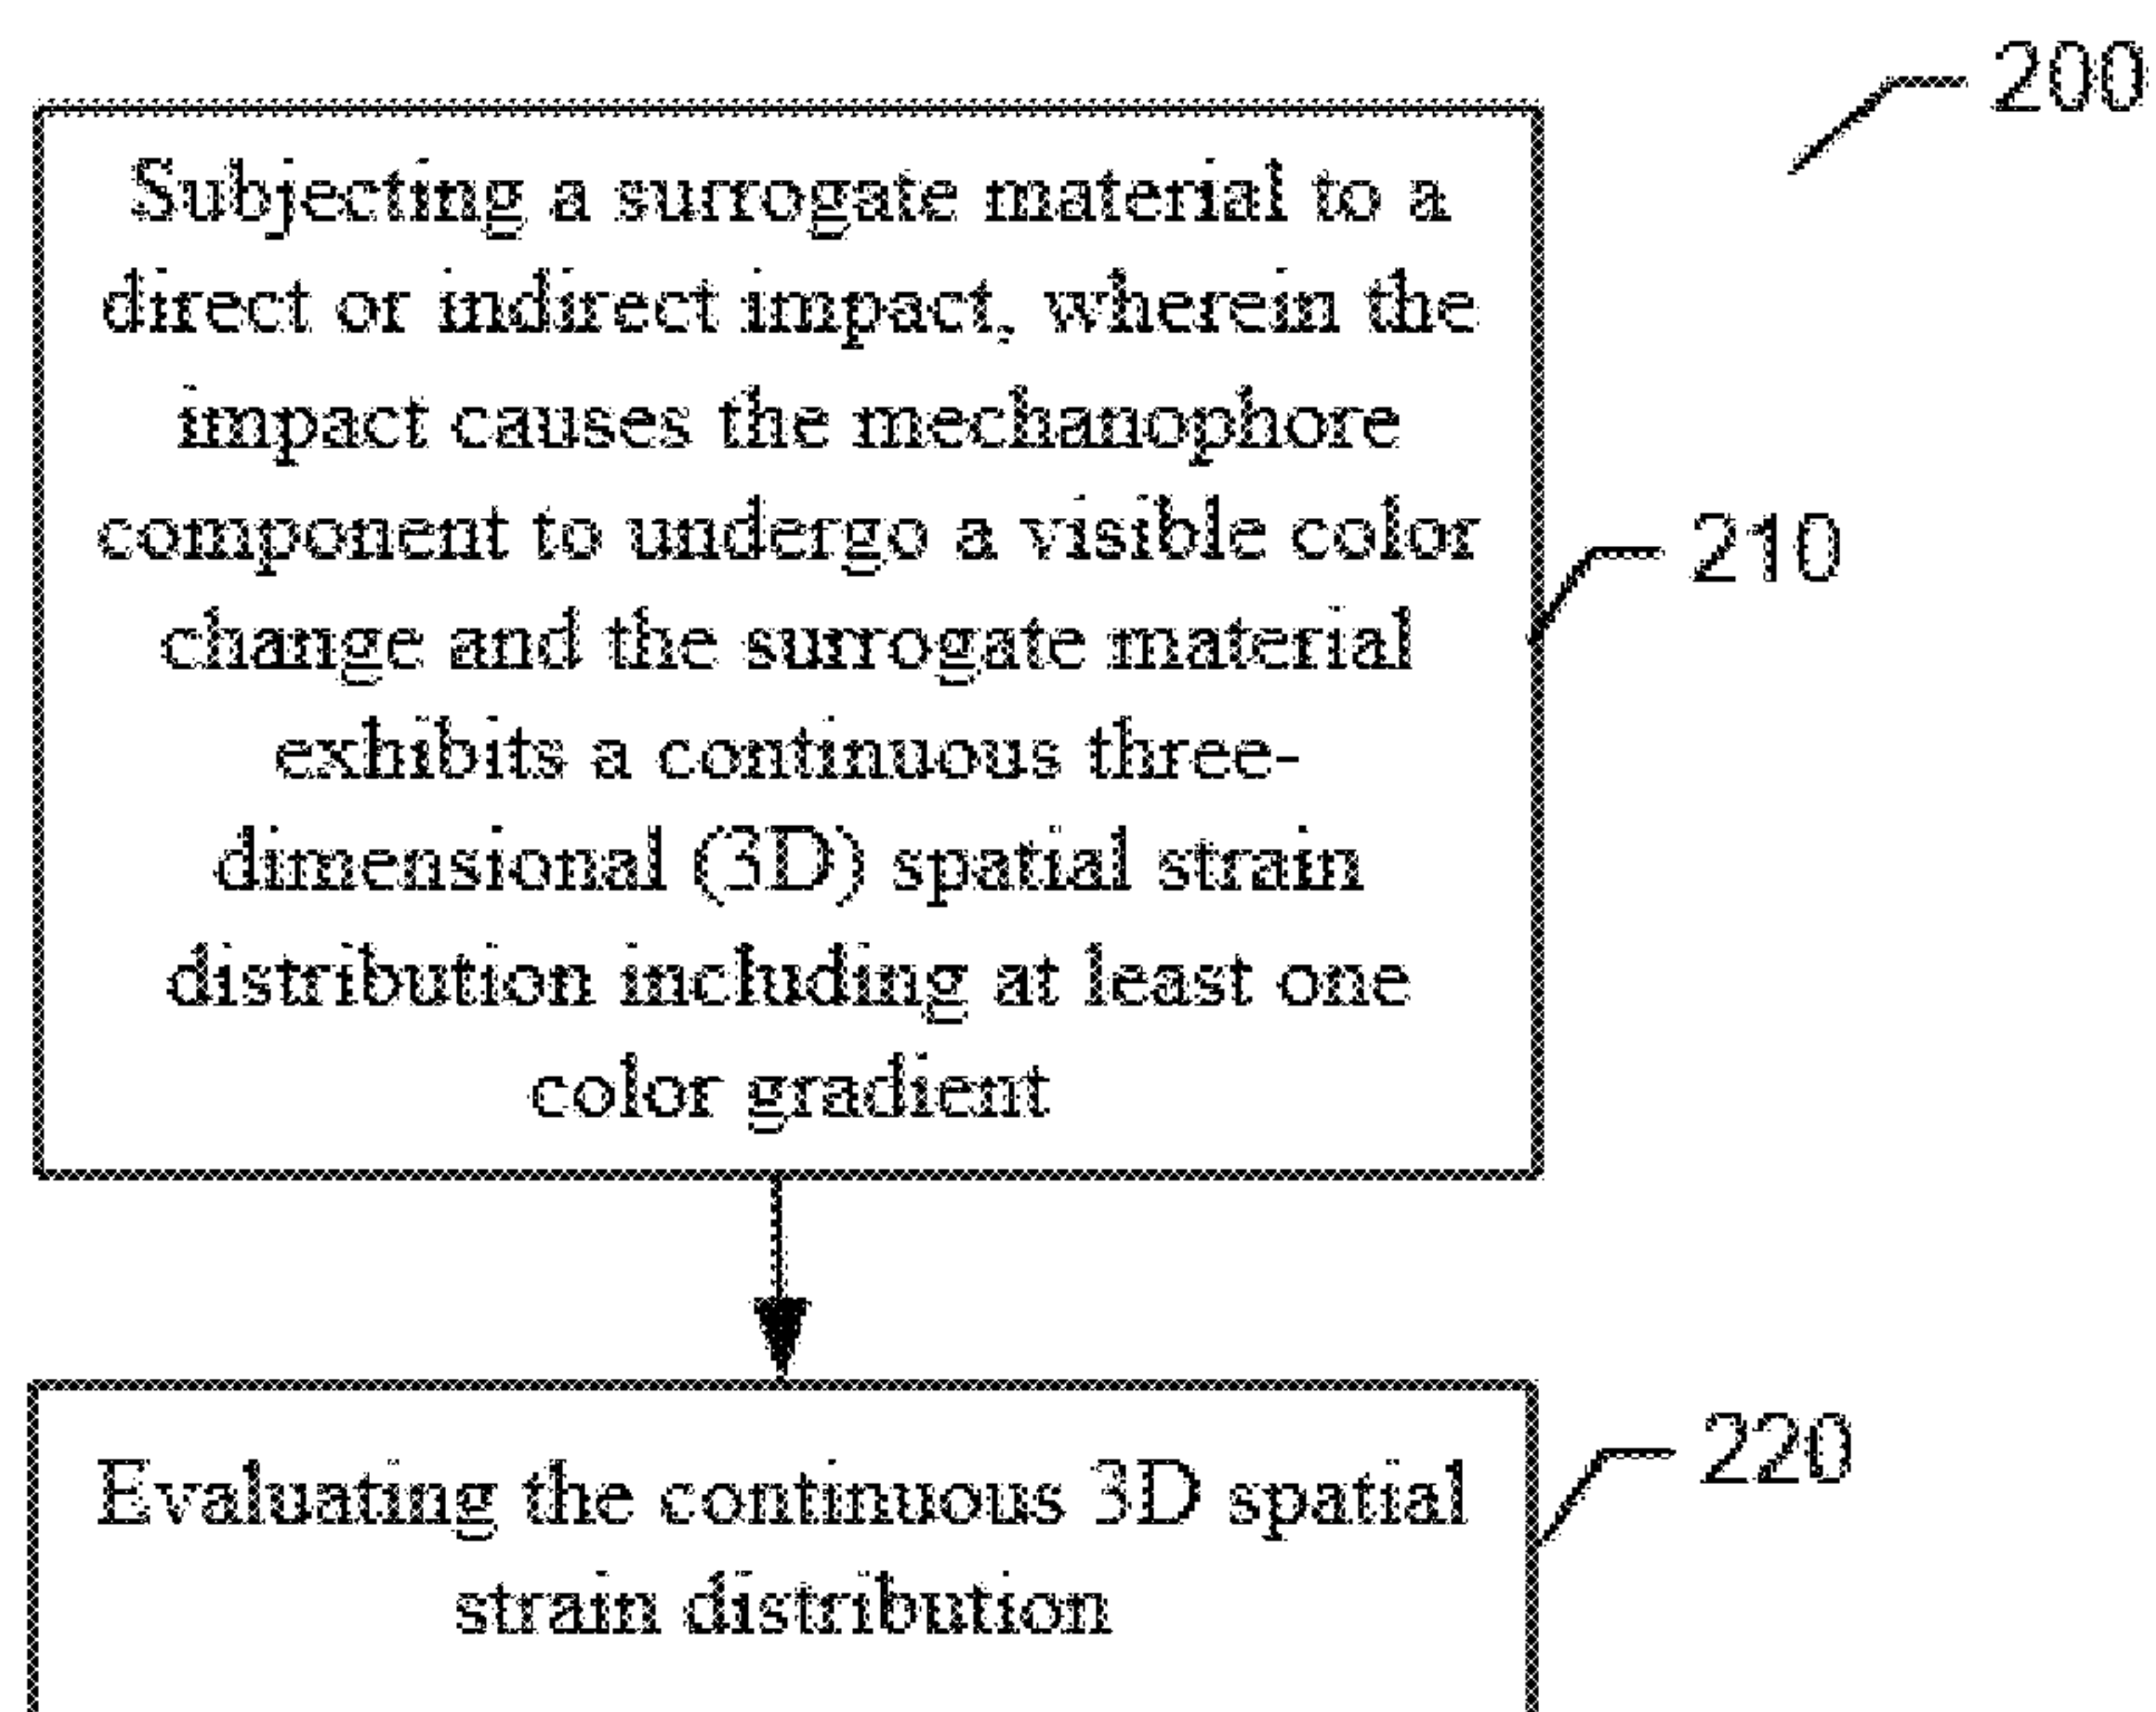 200
Subjecting a surrogate material to a
direct or indirect impact, wherein the
impact causes the mechanophore
component to undergo a visible color
change and the surrogate material
exhibits a continuous three-
dimensional (3D) spatial strain
distribution including at least one
color gradient
210
Evaluating the continuous 3D spatial
strain distribution
220